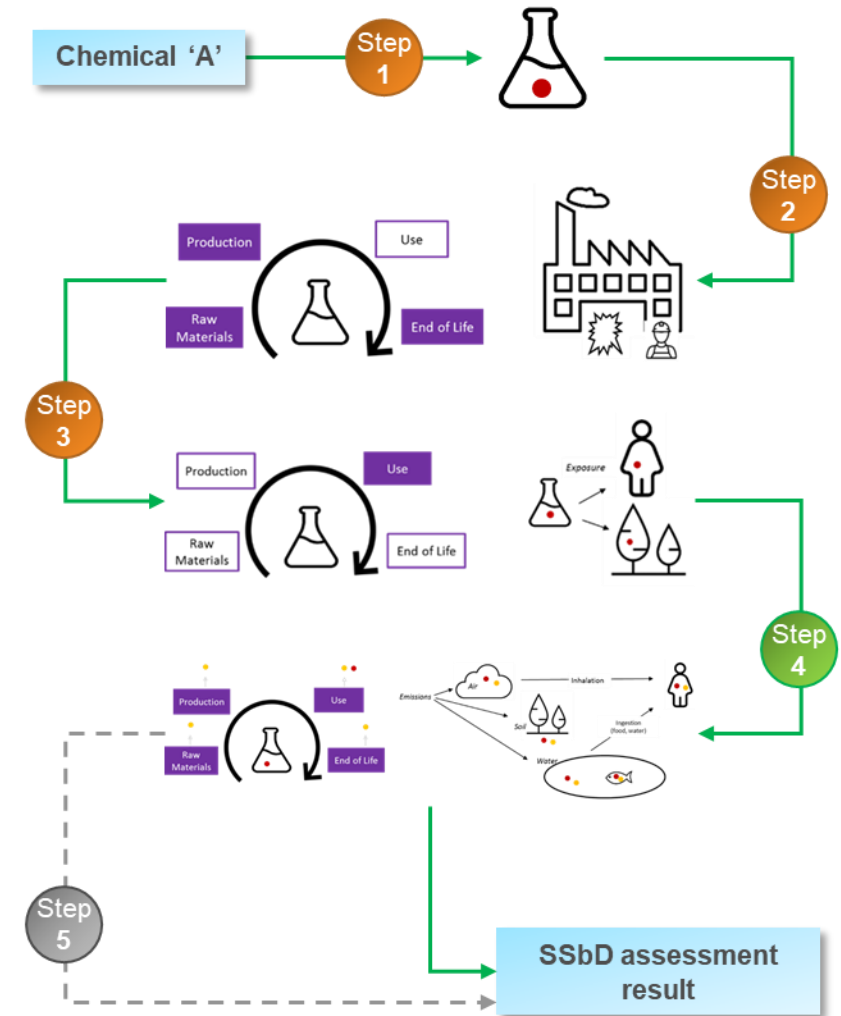 Chemical ‘A’
Step
1
Step
2
Production
Use
Raw
Materials
End of Life
Step
3
Production
Use
Raw
Materials
End of Life
Exposure
Step
4
Production
Use
Raw
Materials
End of Life
Emissions
Air
Inhalation
Soil
Ingestion
(food, water)
Water
Step
5
SSbD assessment
result